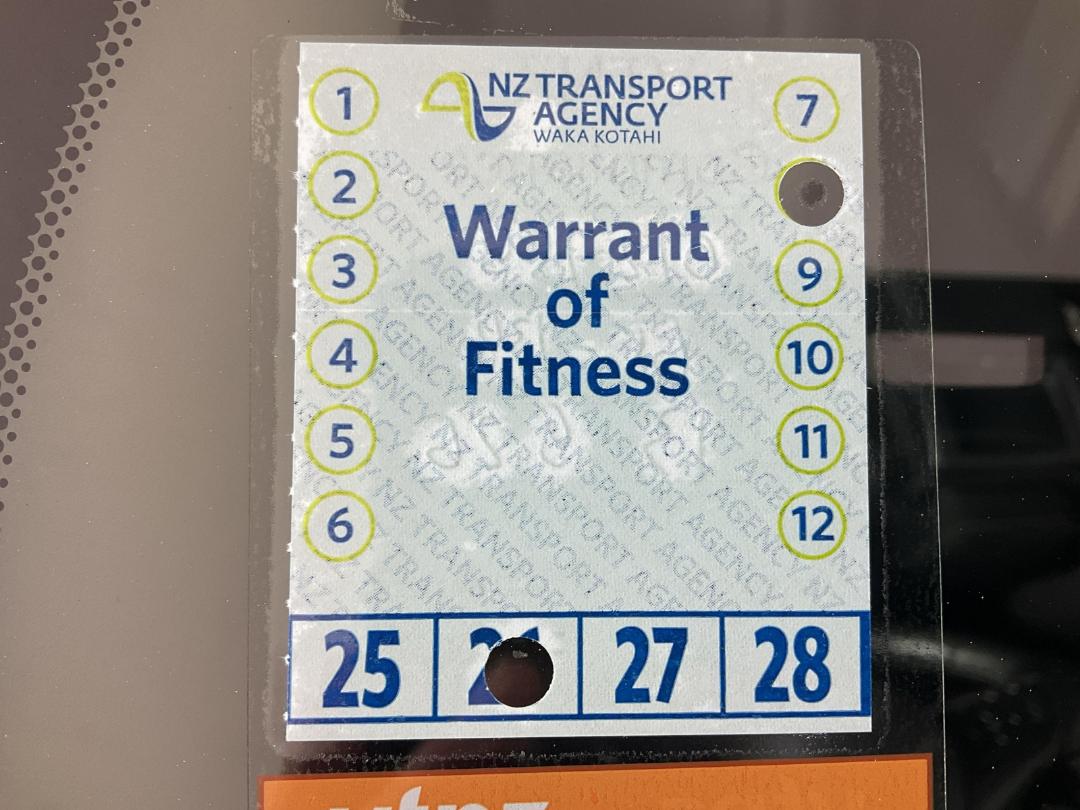 NZ TRANSPORT
AGENCY
WAKA KOTAHI
1
2
3
4
5
6
7
9
10
11
12
Warrant
of
Fitness
25 27 28